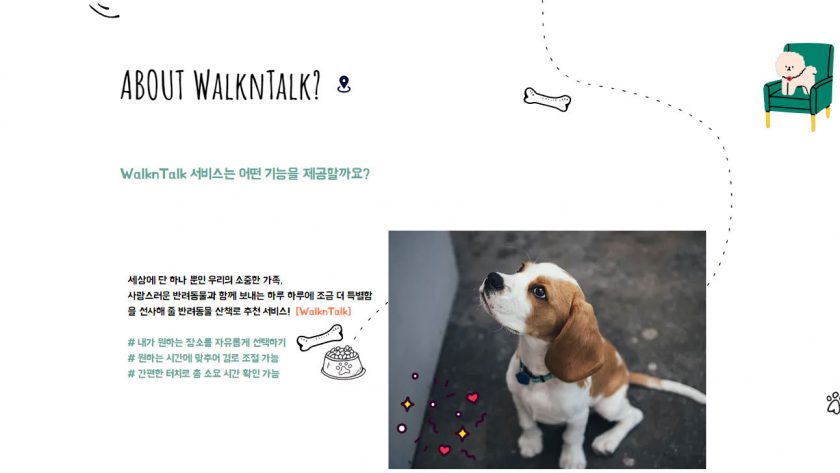 ABOUT WALKNTALK?
WalknTalk 서비스는 어떤 기능을 제공할까요?
세상에 단 하나 뿐인 우리의 소중한 가족,
사람스러운 반려동물과 함께 보내는 하루 하루에 조금 더 특별함
을 선사해 줄 반려동물 산책로 추천 서비스! [WalknTalk]
# 내가 원하는 장소를 자유롭게 선택하기
# 원하는 시간에 맞추어 경로 조절 가능
# 간편한 터치로 총 소요 시간 확인 가능